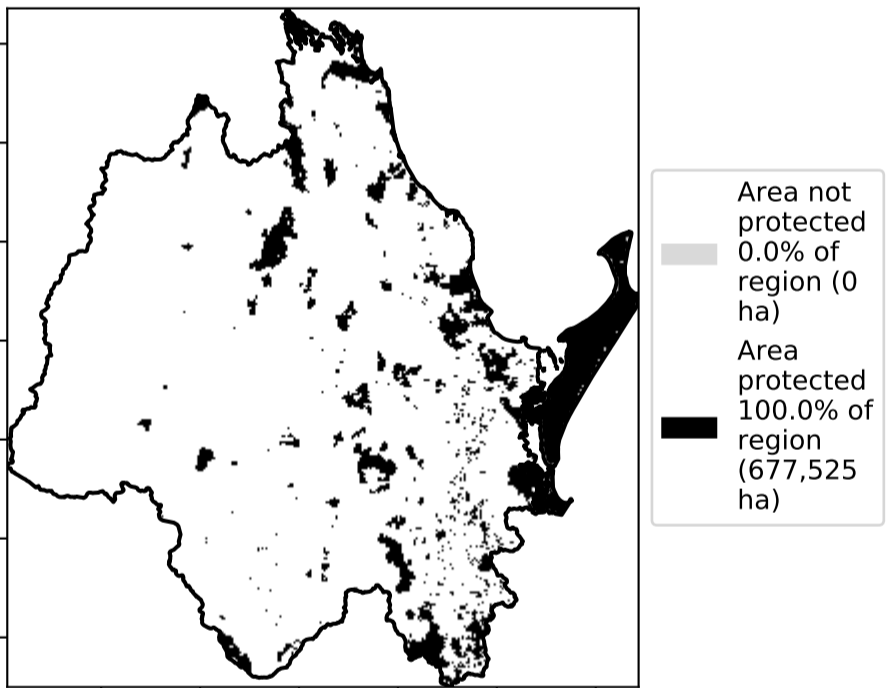 Area not
protected
0.0% of
region (0
ha)
Area
protected
100.0% of
region
(677,525
ha)